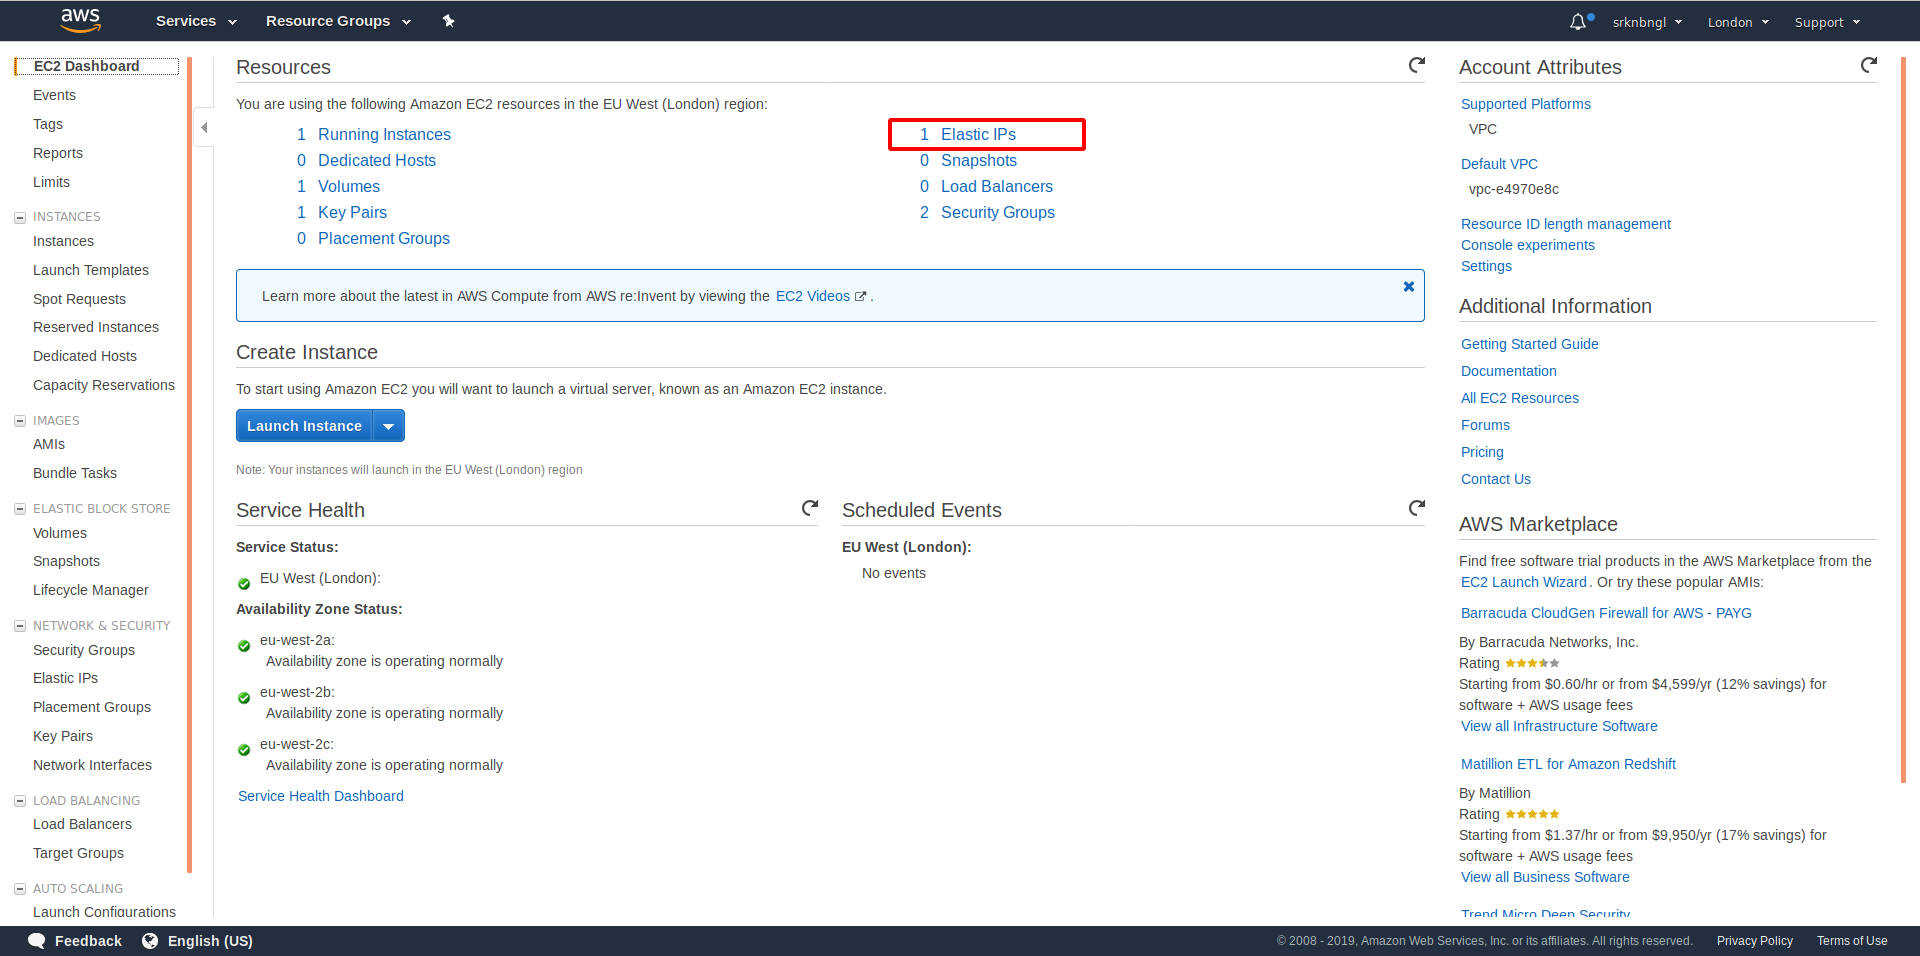 aws Services Resource Groups srknbngl London Support
EC2 Dashboard
Events
Tags
Reports
Limits
INSTANCES
Instances
Launch Templates
Spot Requests
Reserved Instances
Dedicated Hosts
Capacity Reservations
IMAGES
AMIs
Bundle Tasks
ELASTIC BLOCK STORE
Volumes
Snapshots
Lifecycle Manager
NETWORK & SECURITY
Security Groups
Elastic IPs
Placement Groups
Key Pairs
Network Interfaces
LOAD BALANCING
Load Balancers
Target Groups
AUTO SCALING
Launch Configurations
Resources
You are using the following Amazon EC2 resources in the EU West (London) region:
1 Running Instances
0 Dedicated Hosts
1 Volumes
1 Key Pairs
0 Placement Groups
1 Elastic IPs
0 Snapshots
0 Load Balancers
2 Security Groups
Learn more about the latest in AWS Compute from AWS re:Invent by viewing the EC2 Videos .
Create Instance
To start using Amazon EC2 you will want to launch a virtual server, known as an Amazon EC2 instance.
Launch Instance
Note: Your instances will launch in the EU West (London) region
Service Health
Service Status:
EU West (London):
Availability Zone Status:
eu-west-2a:
Availability zone is operating normally
eu-west-2b:
Availability zone is operating normally
eu-west-2c:
Availability zone is operating normally
Service Health Dashboard
Scheduled Events
EU West (London):
No events
Account Attributes
Supported Platforms
VPC
Default VPC
vpc-e4970e8c
Resource ID length management
Console experiments
Settings
Additional Information
Getting Started Guide
Documentation
All EC2 Resources
Forums
Pricing
Contact Us
AWS Marketplace
Find free software trial products in the AWS Marketplace from the
EC2 Launch Wizard. Or try these popular AMIs:
Barracuda CloudGen Firewall for AWS - PAYG
By Barracuda Networks, Inc.
Rating
Starting from $0.60/hr or from $4,599/yr (12% savings) for
software + AWS usage fees
View all Infrastructure Software
Matillion ETL for Amazon Redshift
By Matillion
Rating
Starting from $1.37/hr or from $9,950/yr (17% savings) for
software + AWS usage fees
View all Business Software
Trend Micro Deep Security
Feedback English (US) © 2008 - 2019, Amazon Web Services, Inc. or its affiliates. All rights reserved. Privacy Policy Terms of Use